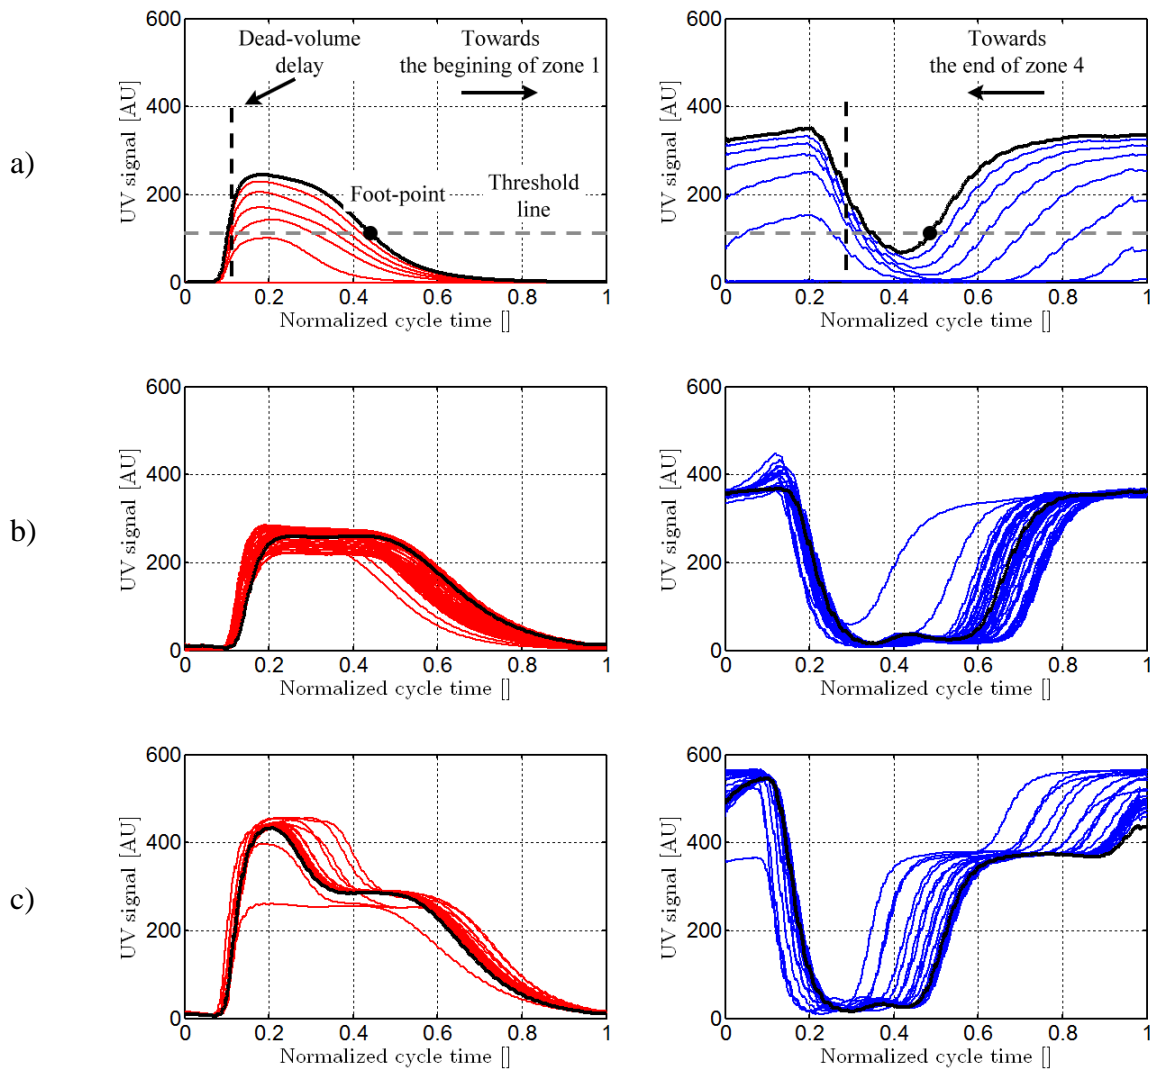 a)
600
400
200
0
UV signal [AU]
Dead-volume
delay
Towards
the begining of zone 1
Foot-point
Threshold
line
0 0.2 0.4 0.6 0.8 1
Normalized cycle time []
600
400
200
0
UV signal [AU]
Towards
the end of zone 4
0 0.2 0.4 0.6 0.8 1
Normalized cycle time []
b)
600
400
200
0
UV signal [AU]
0 0.2 0.4 0.6 0.8 1
Normalized cycle time []
600
400
200
0
UV signal [AU]
0 0.2 0.4 0.6 0.8 1
Normalized cycle time []
c)
600
400
200
0
UV signal [AU]
0 0.2 0.4 0.6 0.8 1
Normalized cycle time []
600
400
200
0
UV signal [AU]
0 0.2 0.4 0.6 0.8 1
Normalized cycle time []